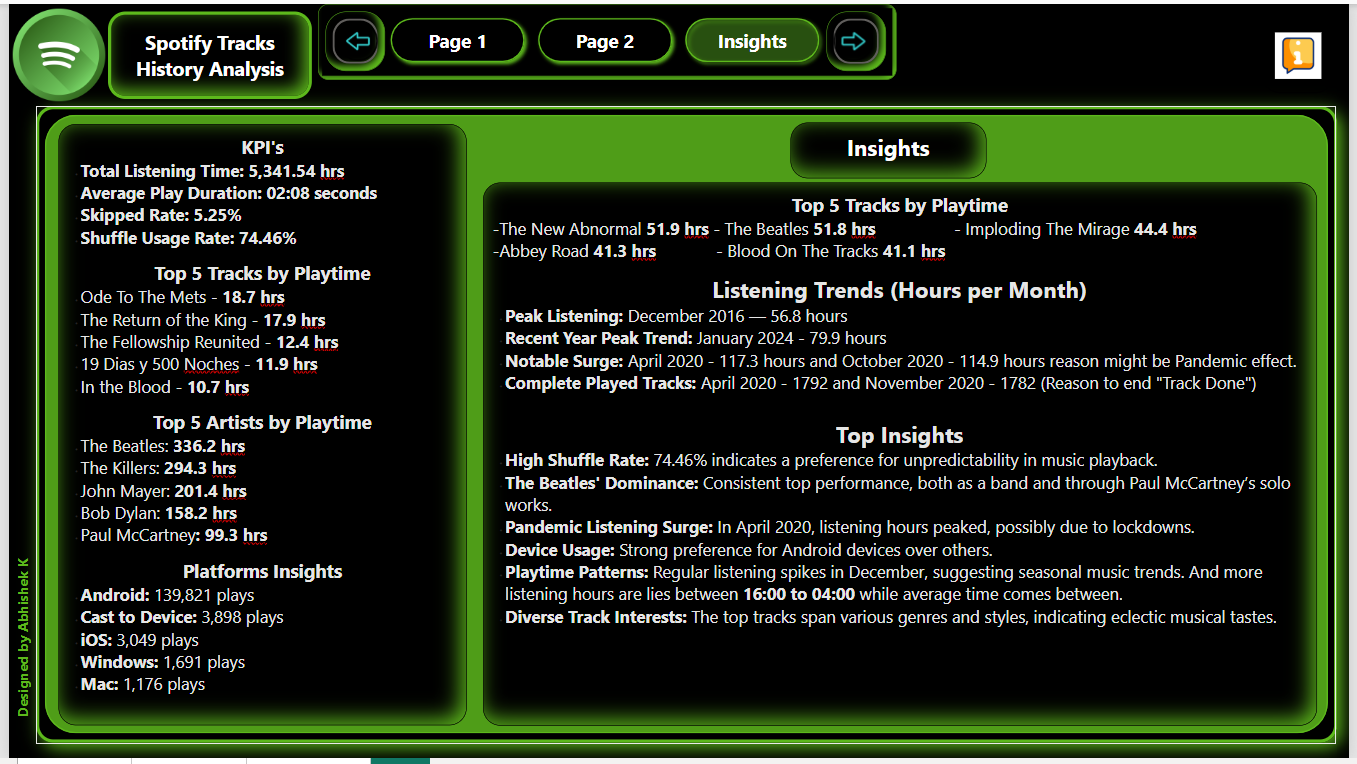 Spotify Tracks
History Analysis
Page 1
Page 2
Insights
KPI's
Total Listening Time: 5,341.54 hrs
Average Play Duration: 02:08 seconds
Skipped Rate: 5.25%
Shuffle Usage Rate: 74.46%
Top 5 Tracks by Playtime
Ode To The Mets - 18.7 hrs
The Return of the King - 17.9 hrs
The Fellowship Reunited - 12.4 hrs
19 Dias y 500 Noches - 11.9 hrs
In the Blood - 10.7 hrs
Top 5 Artists by Playtime
The Beatles: 336.2 hrs
The Killers: 294.3 hrs
John Mayer: 201.4 hrs
Bob Dylan: 158.2 hrs
Paul McCartney: 99.3 hrs
Platforms Insights
Android: 139,821 plays
Cast to Device: 3,898 plays
iOS: 3,049 plays
Windows: 1,691 plays
Mac: 1,176 plays
Designed by Abhishek K
Insights
Top 5 Tracks by Playtime
-The New Abnormal 51.9 hrs - The Beatles 51.8 hrs - Imploding The Mirage 44.4 hrs
-Abbey Road 41.3 hrs - Blood On The Tracks 41.1 hrs
Listening Trends (Hours per Month)
Peak Listening: December 2016 — 56.8 hours
Recent Year Peak Trend: January 2024 - 79.9 hours
Notable Surge: April 2020 - 117.3 hours and October 2020 - 114.9 hours reason might be Pandemic effect.
Complete Played Tracks: April 2020 - 1792 and November 2020 - 1782 (Reason to end "Track Done")
Top Insights
High Shuffle Rate: 74.46% indicates a preference for unpredictability in music playback.
The Beatles' Dominance: Consistent top performance, both as a band and through Paul McCartney's solo
works.
Pandemic Listening Surge: In April 2020, listening hours peaked, possibly due to lockdowns.
Device Usage: Strong preference for Android devices over others.
Playtime Patterns: Regular listening spikes in December, suggesting seasonal music trends. And more
listening hours are lies between 16:00 to 04:00 while average time comes between.
Diverse Track Interests: The top tracks span various genres and styles, indicating eclectic musical tastes.